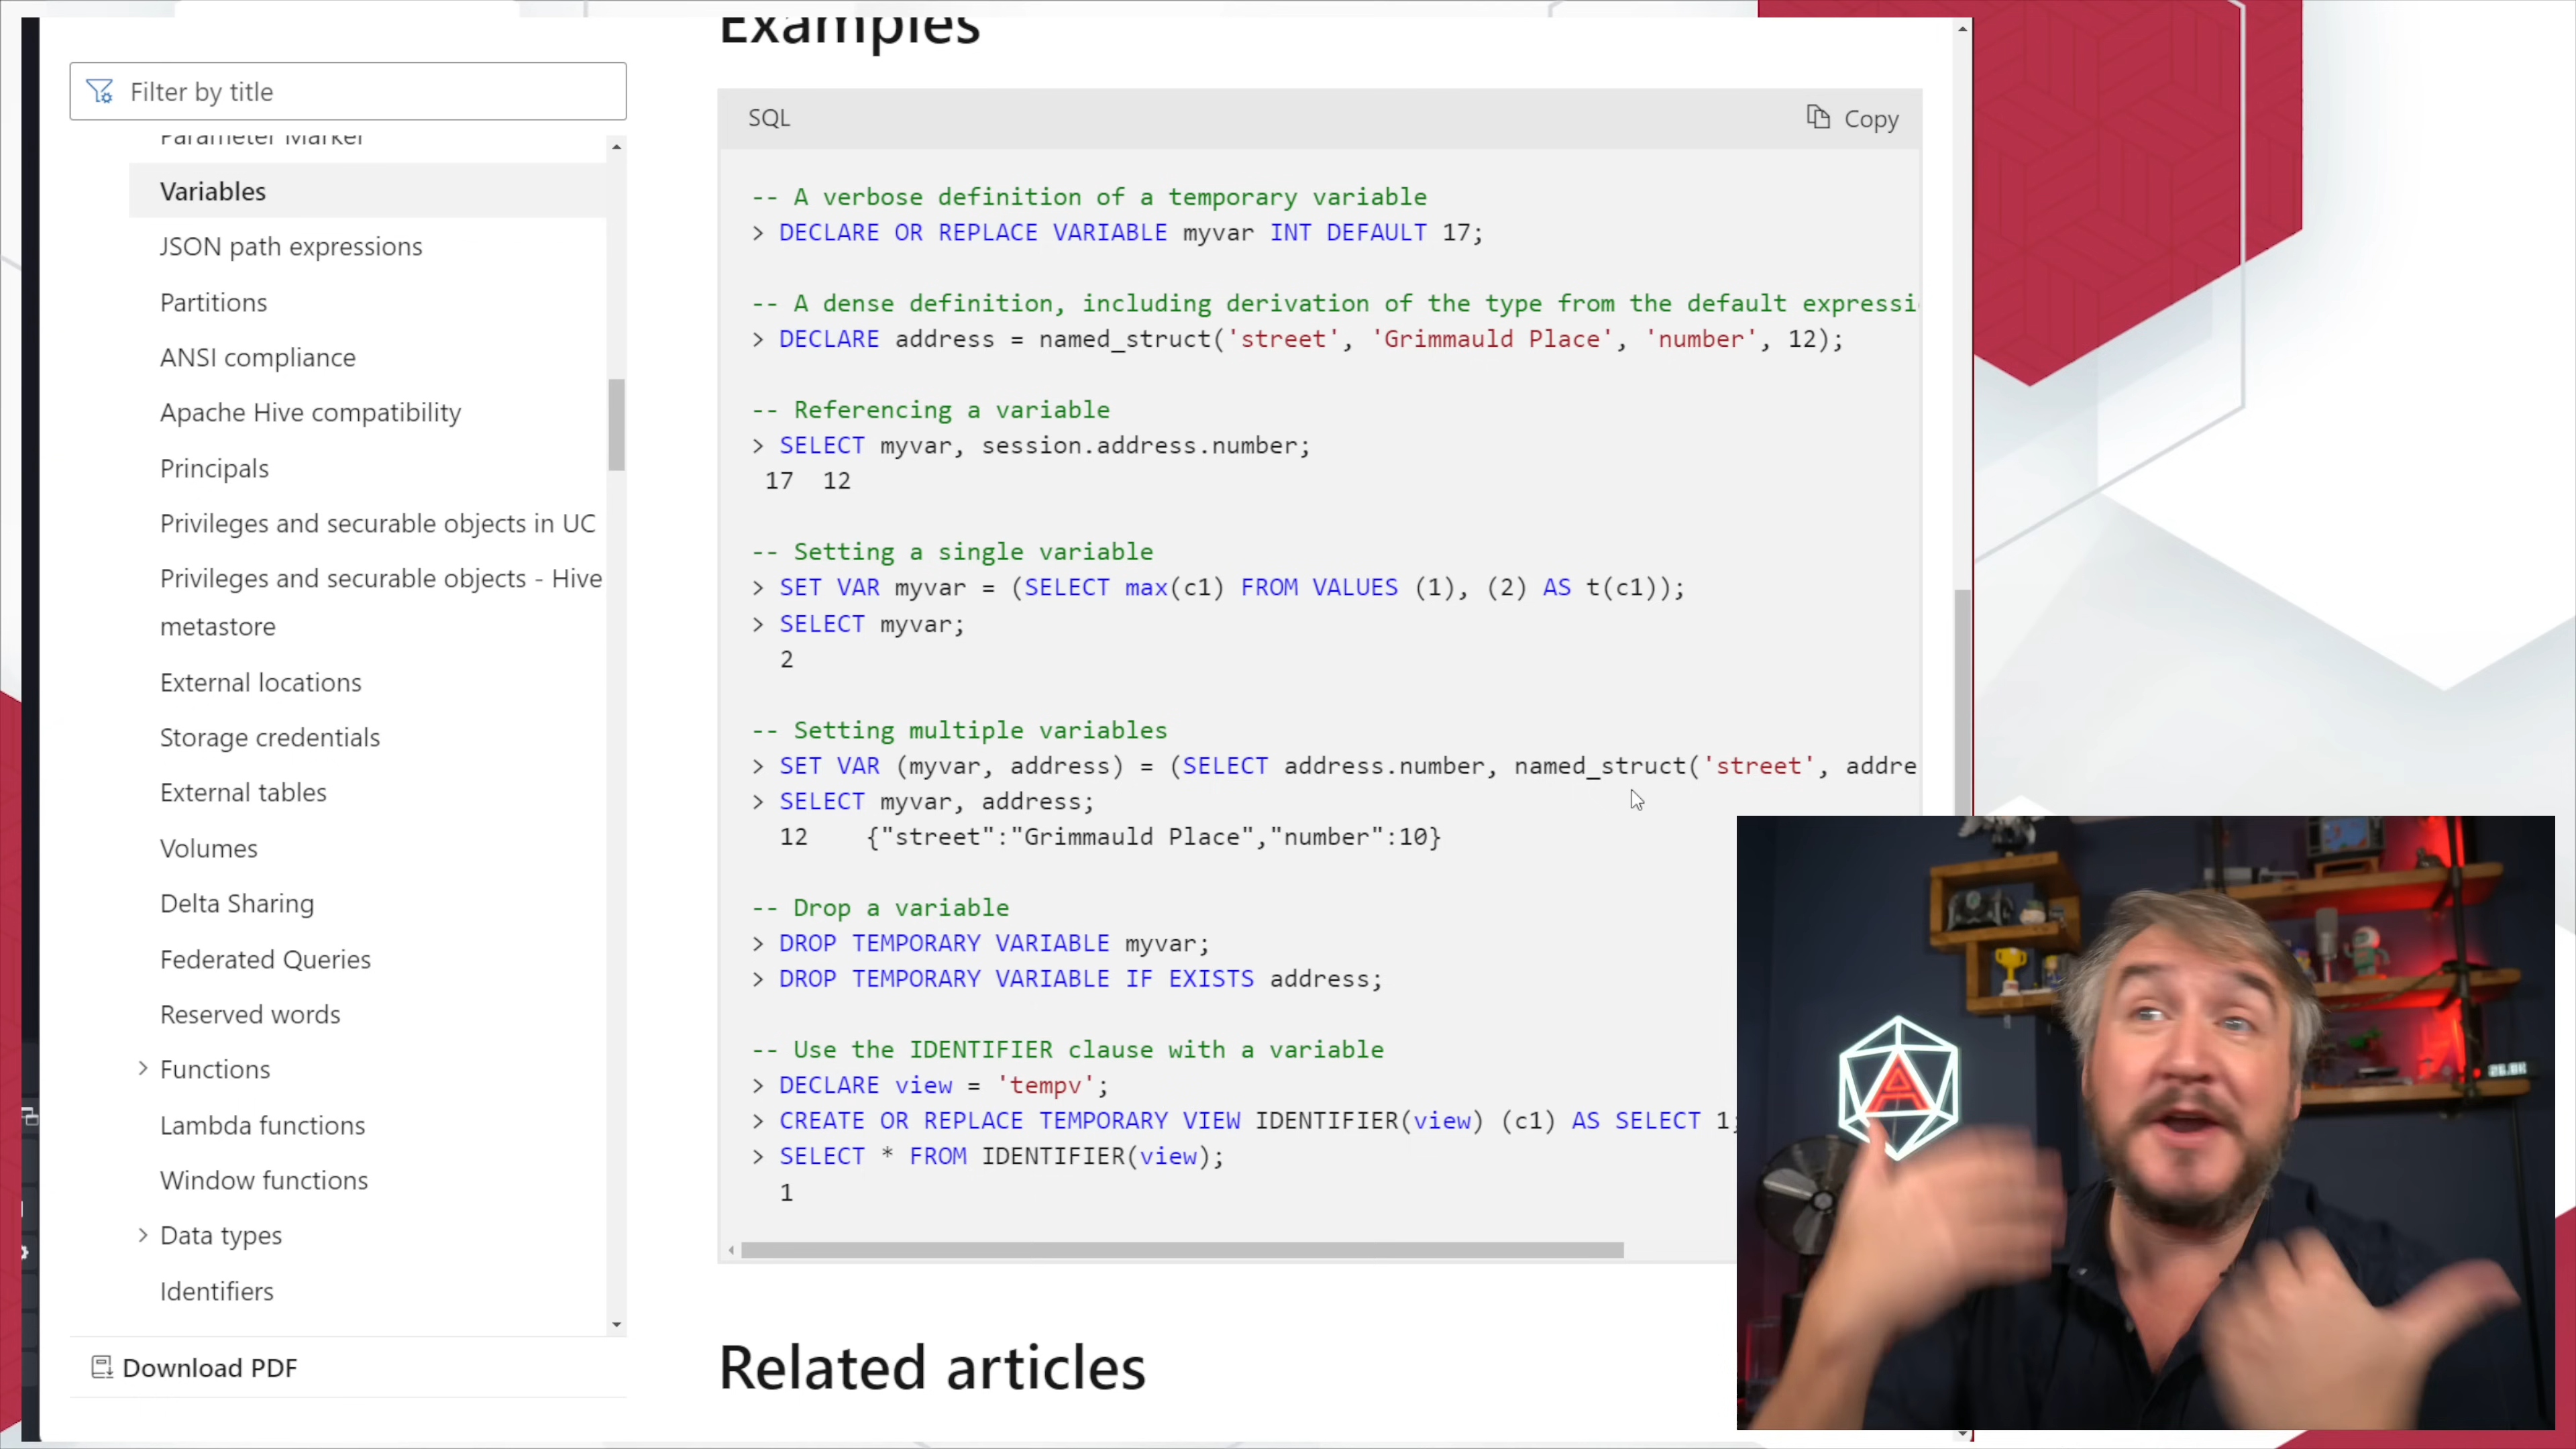 Examples
Filter by title
Parameter Marker
Variables
JSON path expressions
Partitions
ANSI compliance
Apache Hive compatibility
Principals
Privileges and securable objects in UC
Privileges and securable objects - Hive
metastore
External locations
Storage credentials
External tables
Volumes
Delta Sharing
Federated Queries
Reserved words
Functions
Lambda functions
Window functions
Data types
Identifiers
Download PDF
SQL
Copy
-- A verbose definition of a temporary variable
> DECLARE OR REPLACE VARIABLE myvar INT DEFAULT 17;
-- A dense definition, including derivation of the type from the default expressi
> DECLARE address = named_struct('street', 'Grimmauld Place', 'number', 12);
-- Referencing a variable
> SELECT myvar, session.address.number;
17 12
-- Setting a single variable
> SET VAR myvar = (SELECT max(c1) FROM VALUES (1), (2) AS t(c1));
> SELECT myvar;
2
-- Setting multiple variables
> SET VAR (myvar, address) = (SELECT address.number, named_struct('street', addre
> SELECT myvar, address;
12 {"street":"Grimmauld Place","number":10}
-- Drop a variable
> DROP TEMPORARY VARIABLE myvar;
> DROP TEMPORARY VARIABLE IF EXISTS address;
-- Use the IDENTIFIER clause with a variable
> DECLARE view = 'tempv';
> CREATE OR REPLACE TEMPORARY VIEW IDENTIFIER(view) (c1) AS SELECT 1;
> SELECT * FROM IDENTIFIER(view);
1
Related articles
A